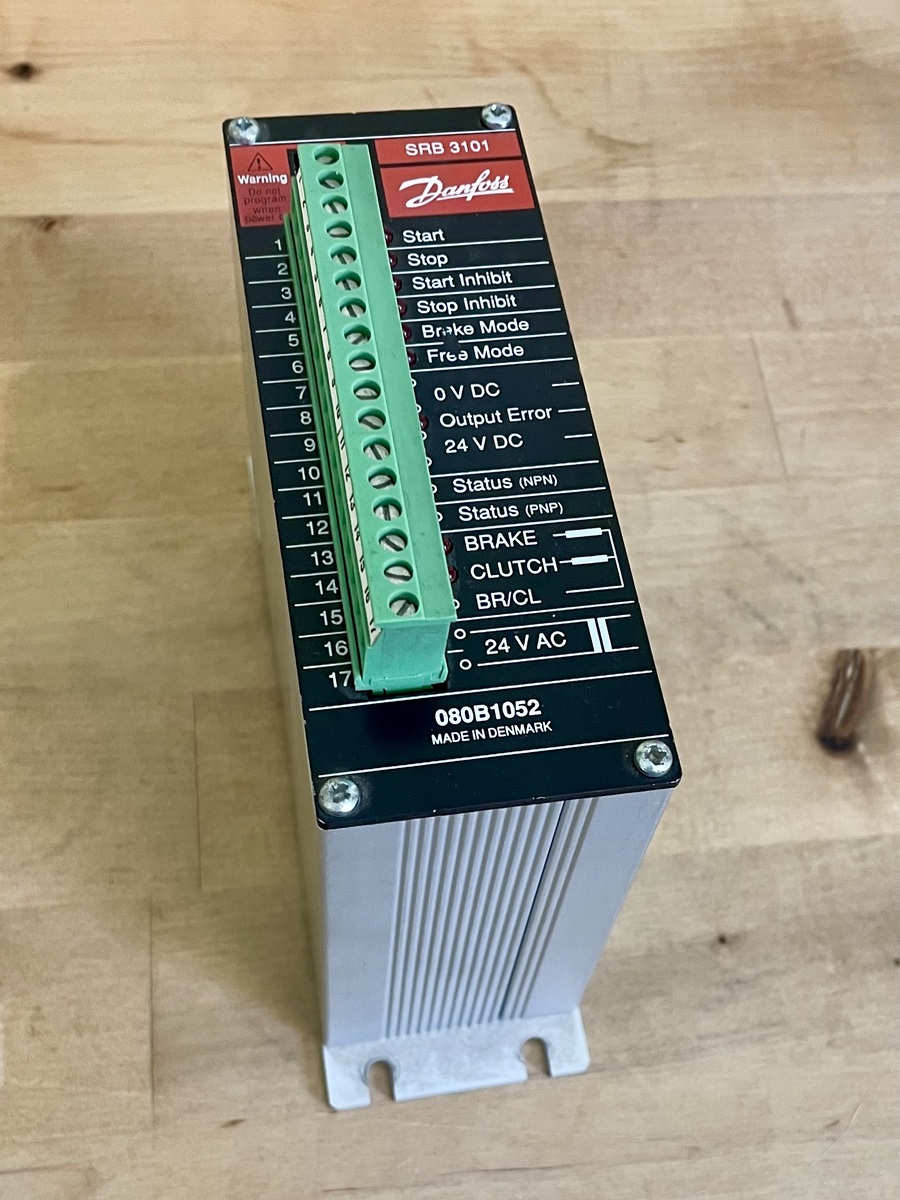 SRB 3101
Danfoss
Warning
Do not
program
when
power
1
Start
2
Stop
3
Start Inhibit
4
Stop Inhibit
5
Brake Mode
6
Free Mode
7
0 V DC
8
Output Error
9
24 V DC
10
11
Status (NPN)
12
Status (PNP)
13
BRAKE
14
CLUTCH
15
BR/CL
16
24 V AC
17
080B1052
MADE IN DENMARK